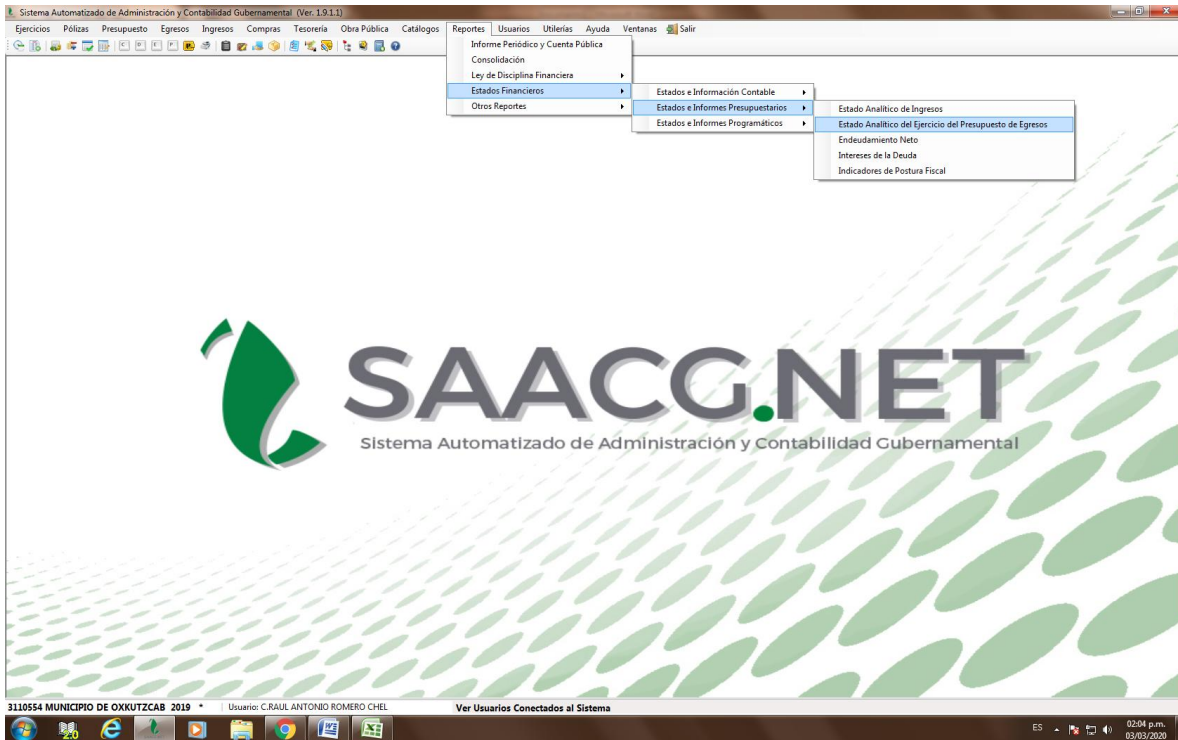 Sistema Automatizado de Administración y Contabilidad Gubernamental (Ver. 1.9.1.1)
Ejercicios Pólizas Presupuesto Egresos Ingresos Compras Tesorería Obra Pública Catálogos Reportes Usuarios Utilerías Ayuda Ventanas Salir
Informe Periódico y Cuenta Pública
Consolidación
Ley de Disciplina Financiera
Estados Financieros
Otros Reportes
Estados e Información Contable
Estados e Informes Presupuestarios
Estados e Informes Programáticos
Estado Analítico de Ingresos
Estado Analítico del Ejercicio del Presupuesto de Egresos
Endeudamiento Neto
Intereses de la Deuda
Indicadores de Postura Fiscal
SAACG.NET
Sistema Automatizado de Administración y Contabilidad Gubernamental
3110554 MUNICIPIO DE OXKUTZCAB 2019 * Usuario: C.RAUL ANTONIO ROMERO CHEL Ver Usuarios Conectados al Sistema
2.0
ES 02:04 p.m.
03/03/2020